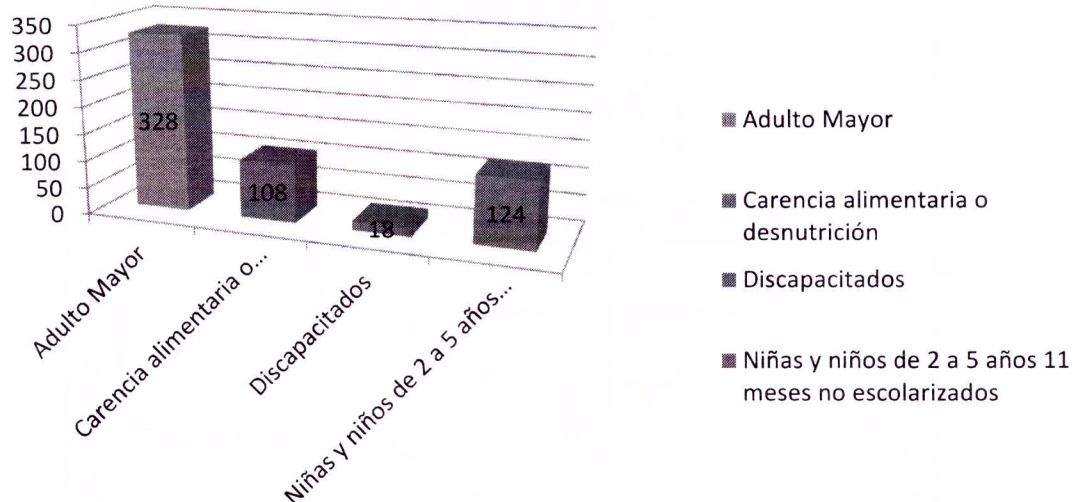 350
300
250
200
150
100
50
0
328
108
18
124
Adulto Mayor
Carencia alimentaria o...
Discapacitados
Niñas y niños de 2 a 5 años...
Adulto Mayor
Carencia alimentaria o
desnutrición
Discapacitados
Niñas y niños de 2 a 5 años 11
meses no escolarizados